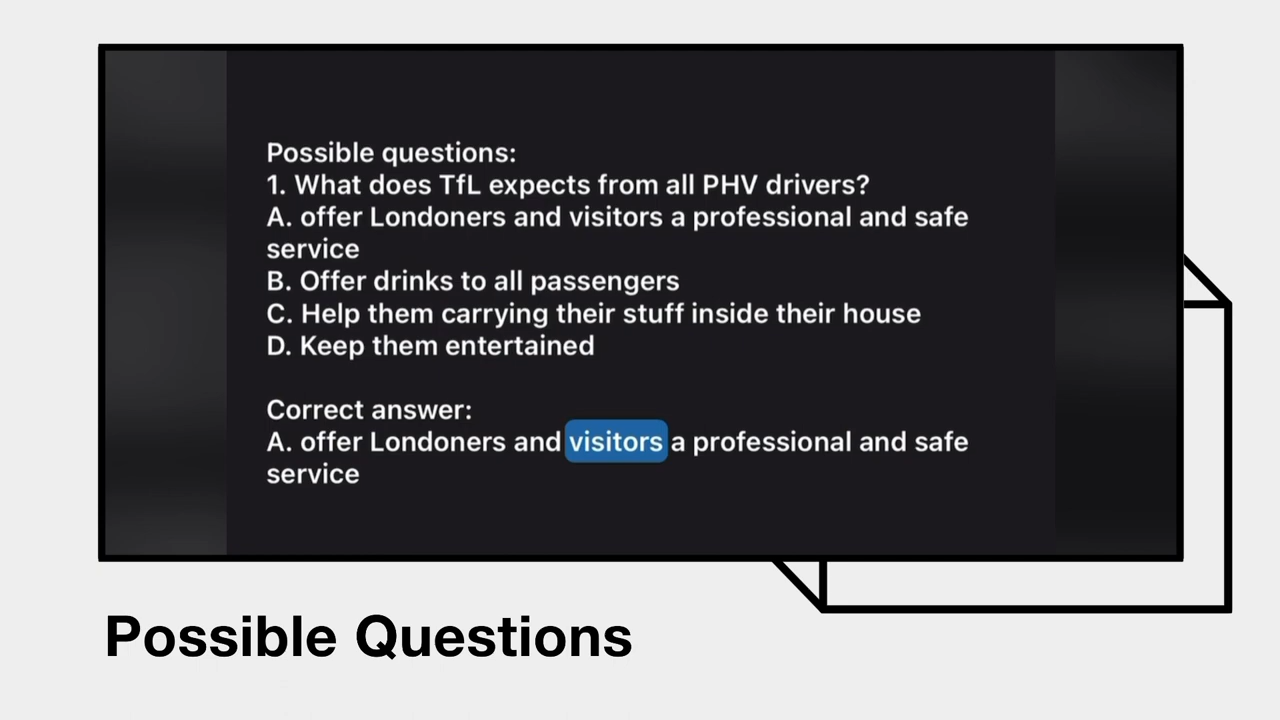 Possible questions:
1. What does TfL expects from all PHV drivers?
A. offer Londoners and visitors a professional and safe
service
B. Offer drinks to all passengers
C. Help them carrying their stuff inside their house
D. Keep them entertained
Correct answer:
A. offer Londoners and visitors a professional and safe
service
Possible Questions